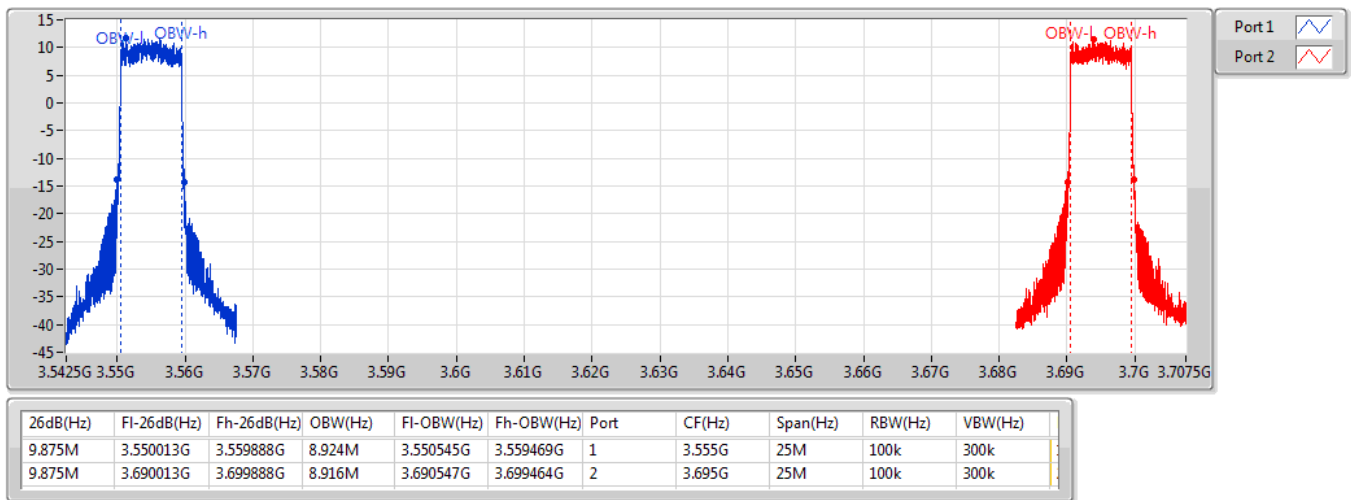 15
10
5
0
-5
-10
-15
-20
-25
-30
-35
-40
-45
OBW-l OBW-h
OBW-l OBW-h
3.5425G 3.55G 3.56G 3.57G 3.58G 3.59G 3.6G 3.61G 3.62G 3.63G 3.64G 3.65G 3.66G 3.67G 3.68G 3.69G 3.7G 3.7075G
Port 1
Port 2
26dB(Hz) Fl-26dB(Hz) Fh-26dB(Hz) OBW(Hz) Fl-OBW(Hz) Fh-OBW(Hz) Port CF(Hz) Span(Hz) RBW(Hz) VBW(Hz)
9.875M 3.550013G 3.559888G 8.924M 3.550545G 3.559469G 1 3.555G 25M 100k 300k
9.875M 3.690013G 3.699888G 8.916M 3.690547G 3.699464G 2 3.695G 25M 100k 300k